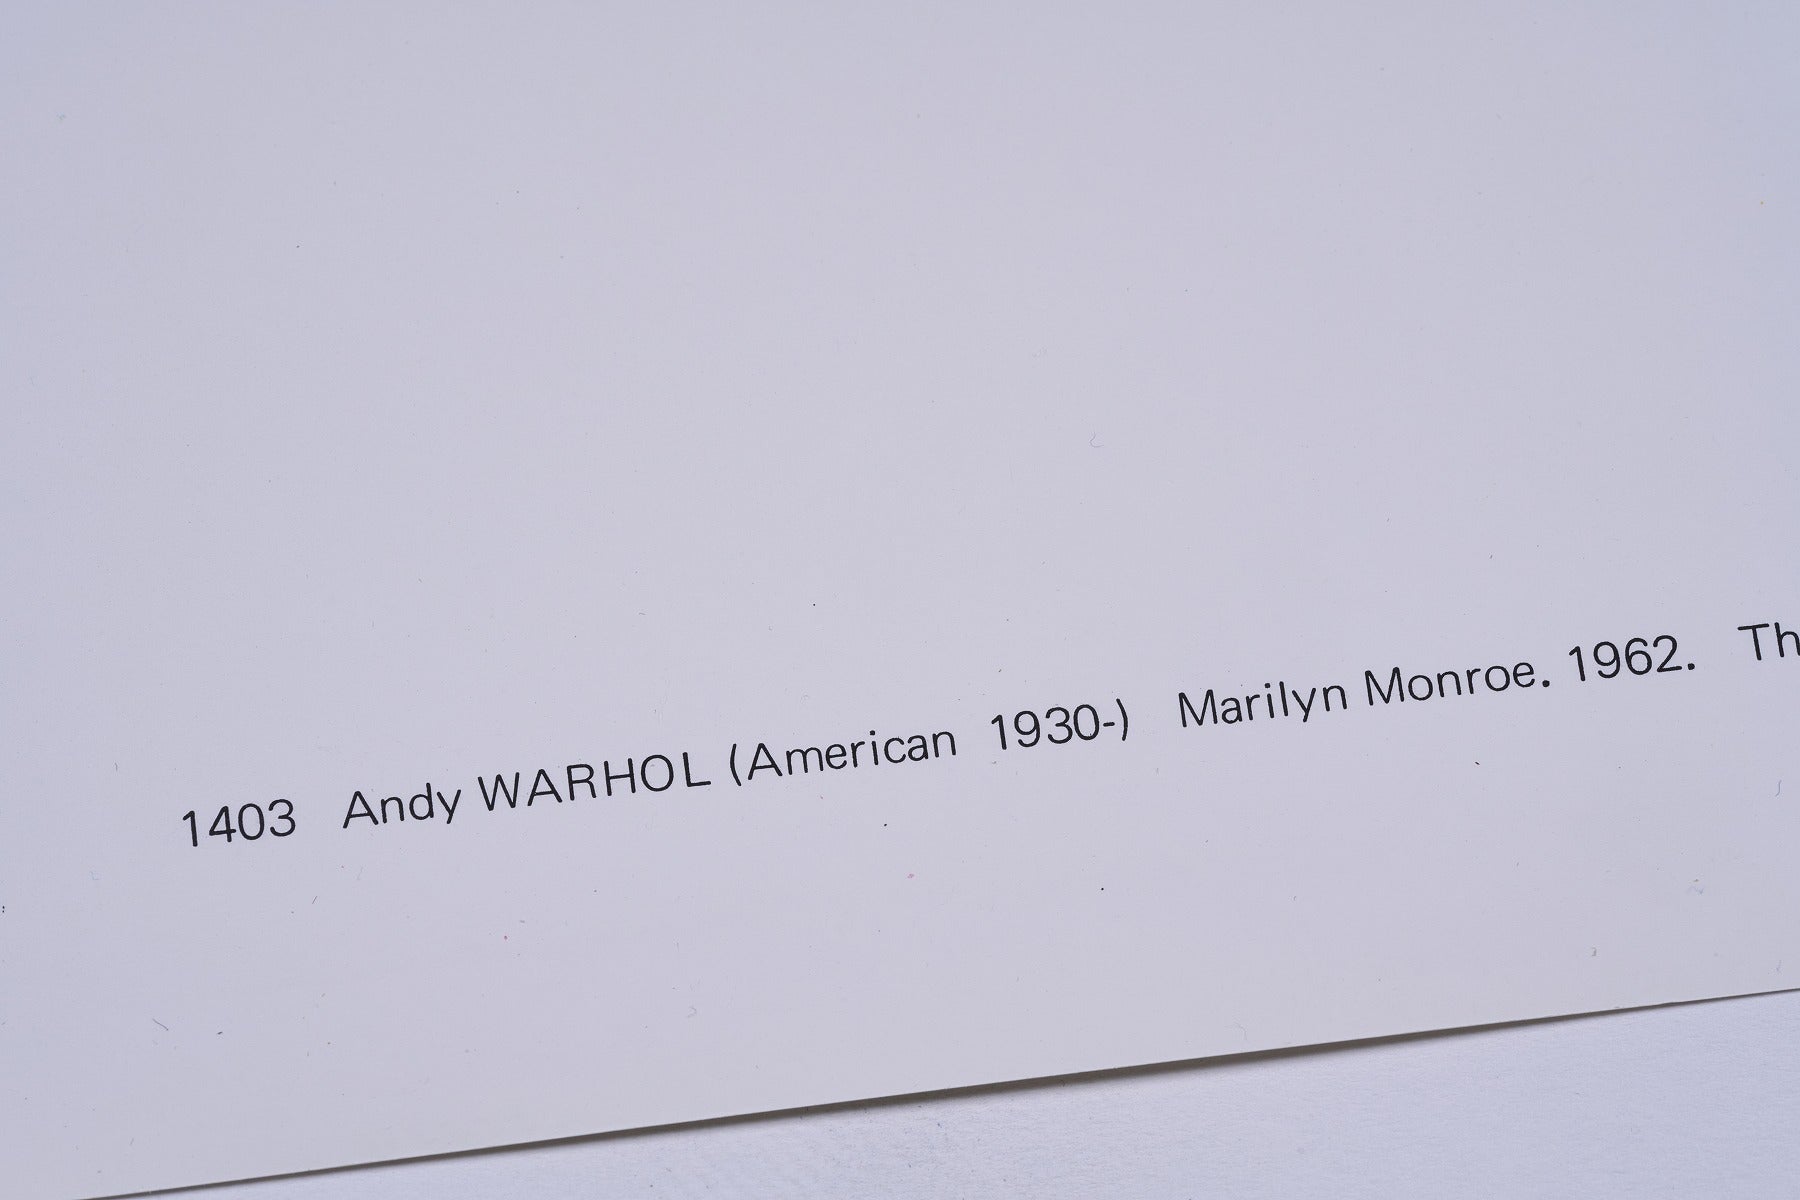 1403 Andy WARHOL (American 1930-) Marilyn Monroe. 1962. Th